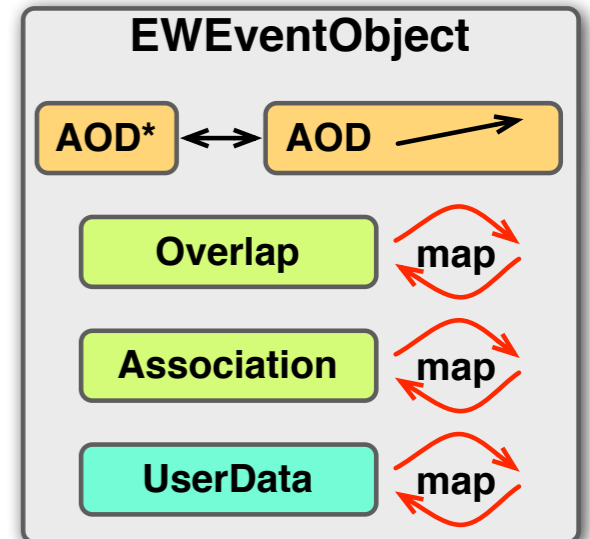 EWEventObject
AOD* AOD
Overlap map
Association map
UserData map